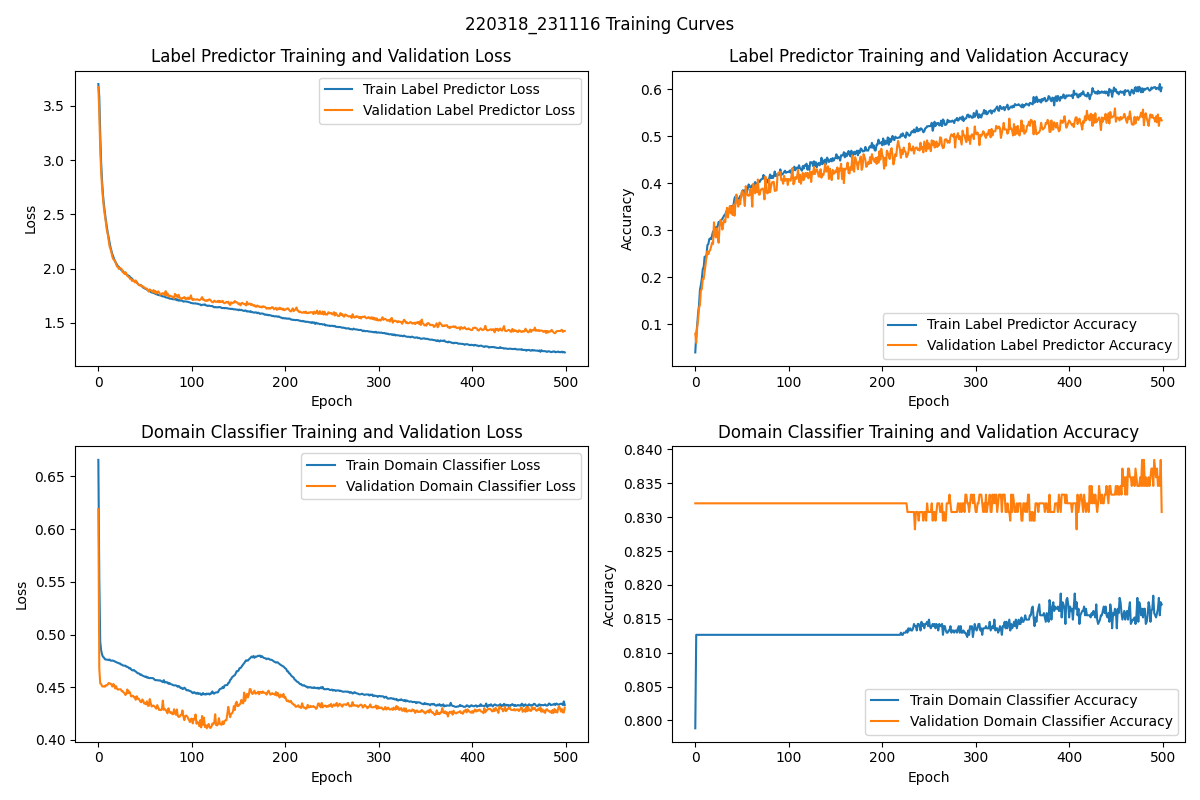 220318_231116 Training Curves
Label Predictor Training and Validation Loss
Train Label Predictor Loss
Validation Label Predictor Loss
Loss
3.5
3.0
2.5
2.0
1.5
0 100 200 300 400 500
Epoch
Label Predictor Training and Validation Accuracy
Accuracy
0.6
0.5
0.4
0.3
0.2
0.1
Train Label Predictor Accuracy
Validation Label Predictor Accuracy
0 100 200 300 400 500
Epoch
Domain Classifier Training and Validation Loss
Train Domain Classifier Loss
Validation Domain Classifier Loss
Loss
0.65
0.60
0.55
0.50
0.45
0.40
0 100 200 300 400 500
Epoch
Domain Classifier Training and Validation Accuracy
Accuracy
0.840
0.835
0.830
0.825
0.820
0.815
0.810
0.805
0.800
Train Domain Classifier Accuracy
Validation Domain Classifier Accuracy
0 100 200 300 400 500
Epoch